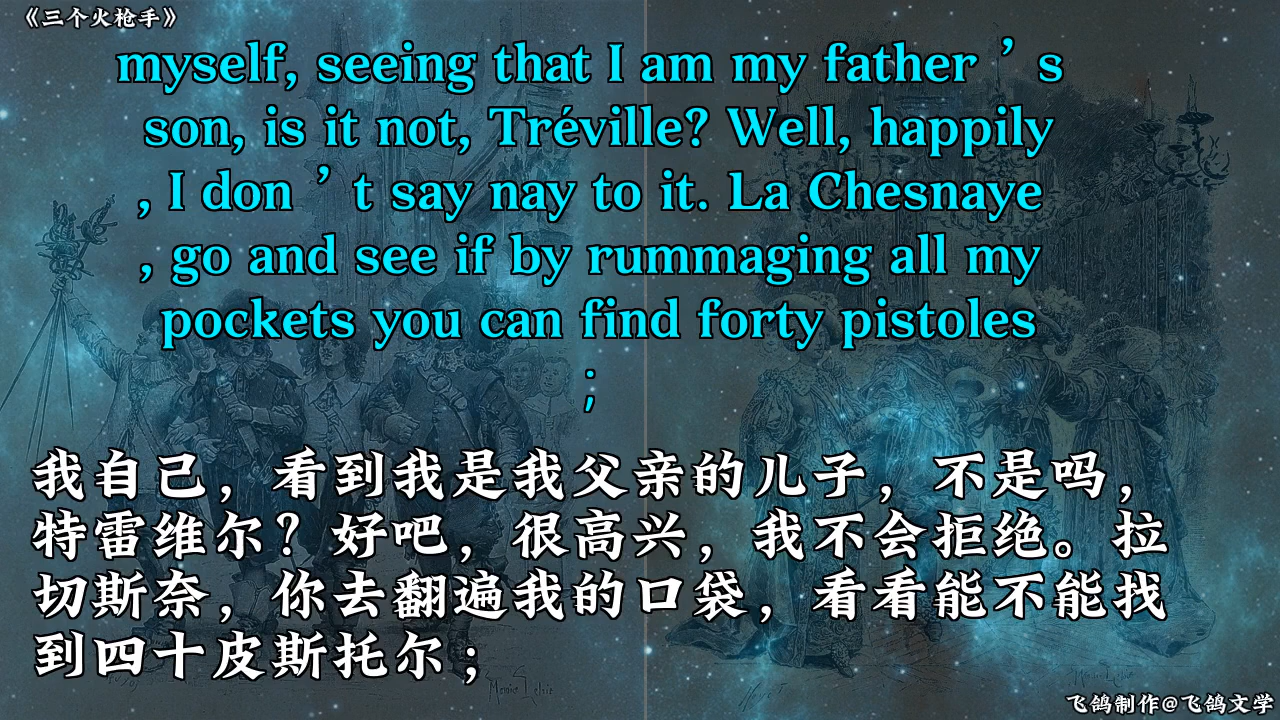 《三个火枪手》
myself, seeing that I am my father ’ s
son, is it not, Tréville? Well, happily
, I don ’ t say nay to it. La Chesnaye
, go and see if by rummaging all my
pockets you can find forty pistoles
;
我自己，看到我是我父亲的儿子，不是吗，
特雷维尔？好吧，很高兴，我不会拒绝。拉
切斯奈，你去翻遍我的口袋，看看能不能找
到四十皮斯托尔；
飞鸽制作@飞鸽文学